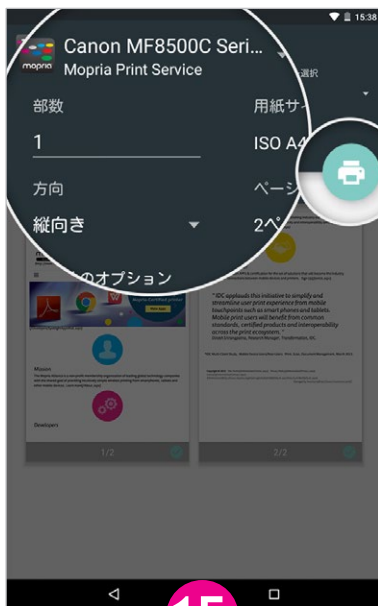 15:38
mopria
Canon MF8500C Seri...
Mopria Print Service
選択
部数
用紙サ
1
ISO A4
方向
ページ
縦向き
2ペ
のオプション
Mission
Developers
"IDC applauds this initiative to simplify and
streamline user print experience from mobile
touchpoints such as smart phones and tablets.
Mobile print users will benefit from common
standards, certified products and interoperability
across the print ecosystem. "
1/2
2/2
15